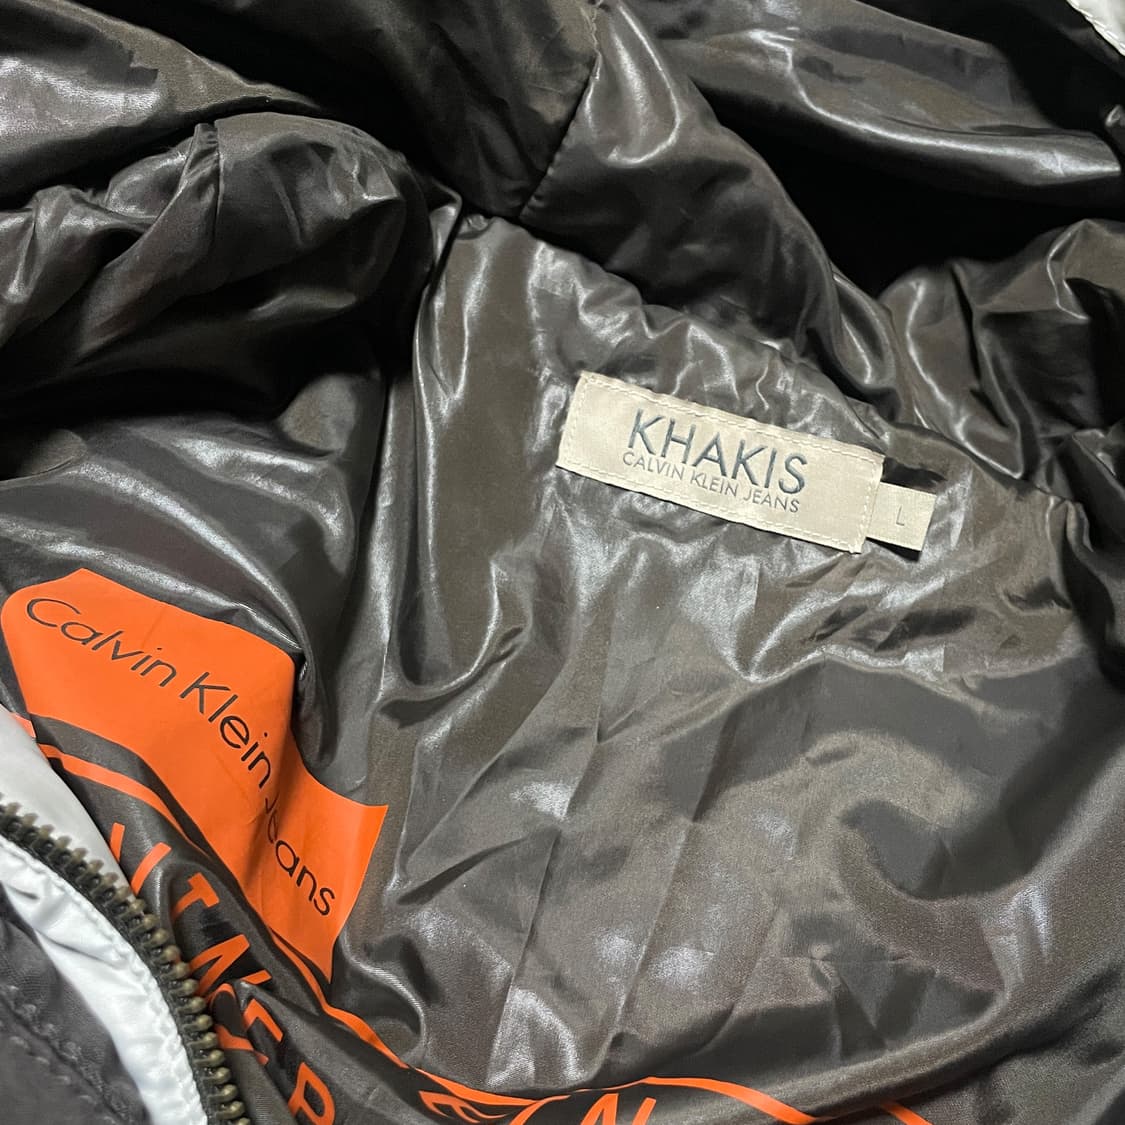 KHAKIS
CALVIN KLEIN JEANS
L
Calvin Klein Jeans